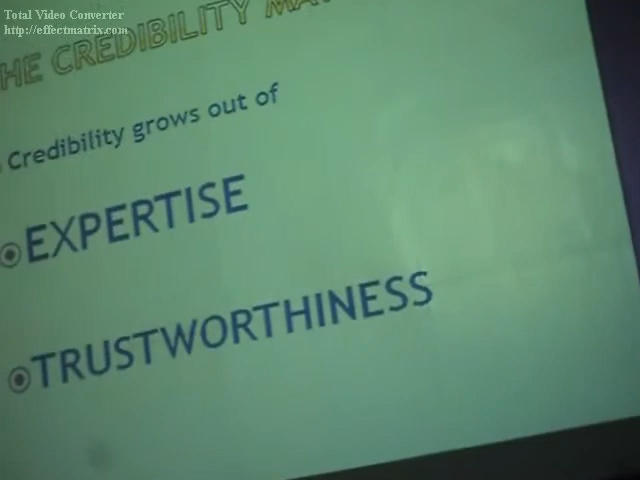 Total Video Converter
http://effectmatrix.com
HE CREDIBILITY
Credibility grows out of
EXPERTISE
TRUSTWORTHINESS